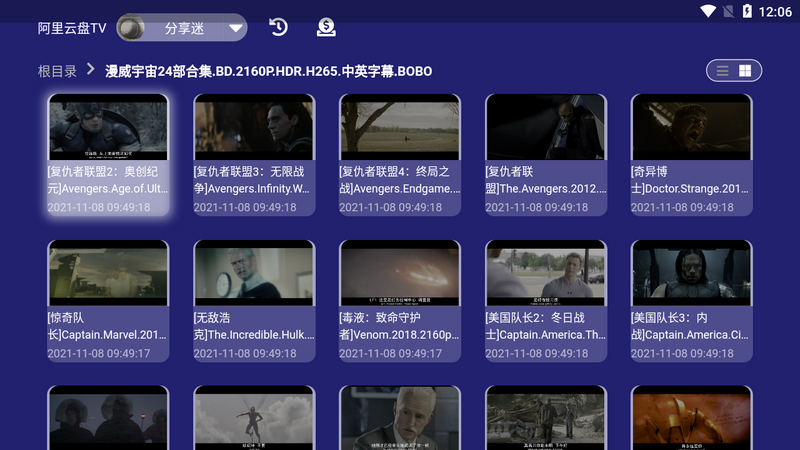 12:06
阿里云盘TV 分享迷
根目录 漫威宇宙24部合集.BD.2160P.HDR.H265.中英字幕.BOBO
[复仇者联盟2：奥创纪
元]Avengers.Age.of.Ult...
2021-11-08 09:49:18
[复仇者联盟3：无限战
争]Avengers.Infinity.W...
2021-11-08 09:49:18
[复仇者联盟4：终局之
战]Avengers.Endgame....
2021-11-08 09:49:18
[复仇者联
盟]The.Avengers.2012....
2021-11-08 09:49:18
[奇异博
士]Doctor.Strange.201...
2021-11-08 09:49:18
[惊奇队
长]Captain.Marvel.201...
2021-11-08 09:49:17
[无敌浩
克]The.Incredible.Hulk....
2021-11-08 09:49:18
[毒液：致命守护
者]Venom.2018.2160p...
2021-11-08 09:49:17
[美国队长2：冬日战
士]Captain.America.Th...
2021-11-08 09:49:18
[美国队长3：内
战]Captain.America.Ci...
2021-11-08 09:49:18